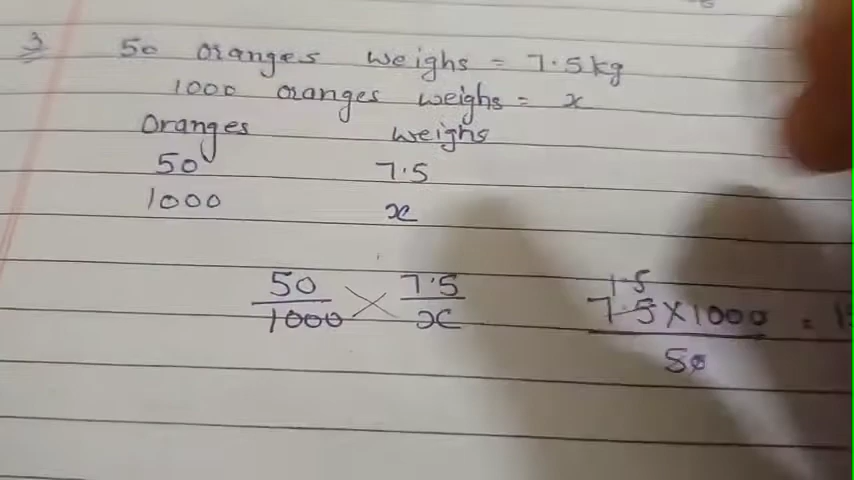 3 50 oranges weighs = 7.5kg
1000 oranges weighs = x
Oranges weighs
50 7.5
1000 x
50/1000 × 7.5/x
1.5
7.5×1000/50 =